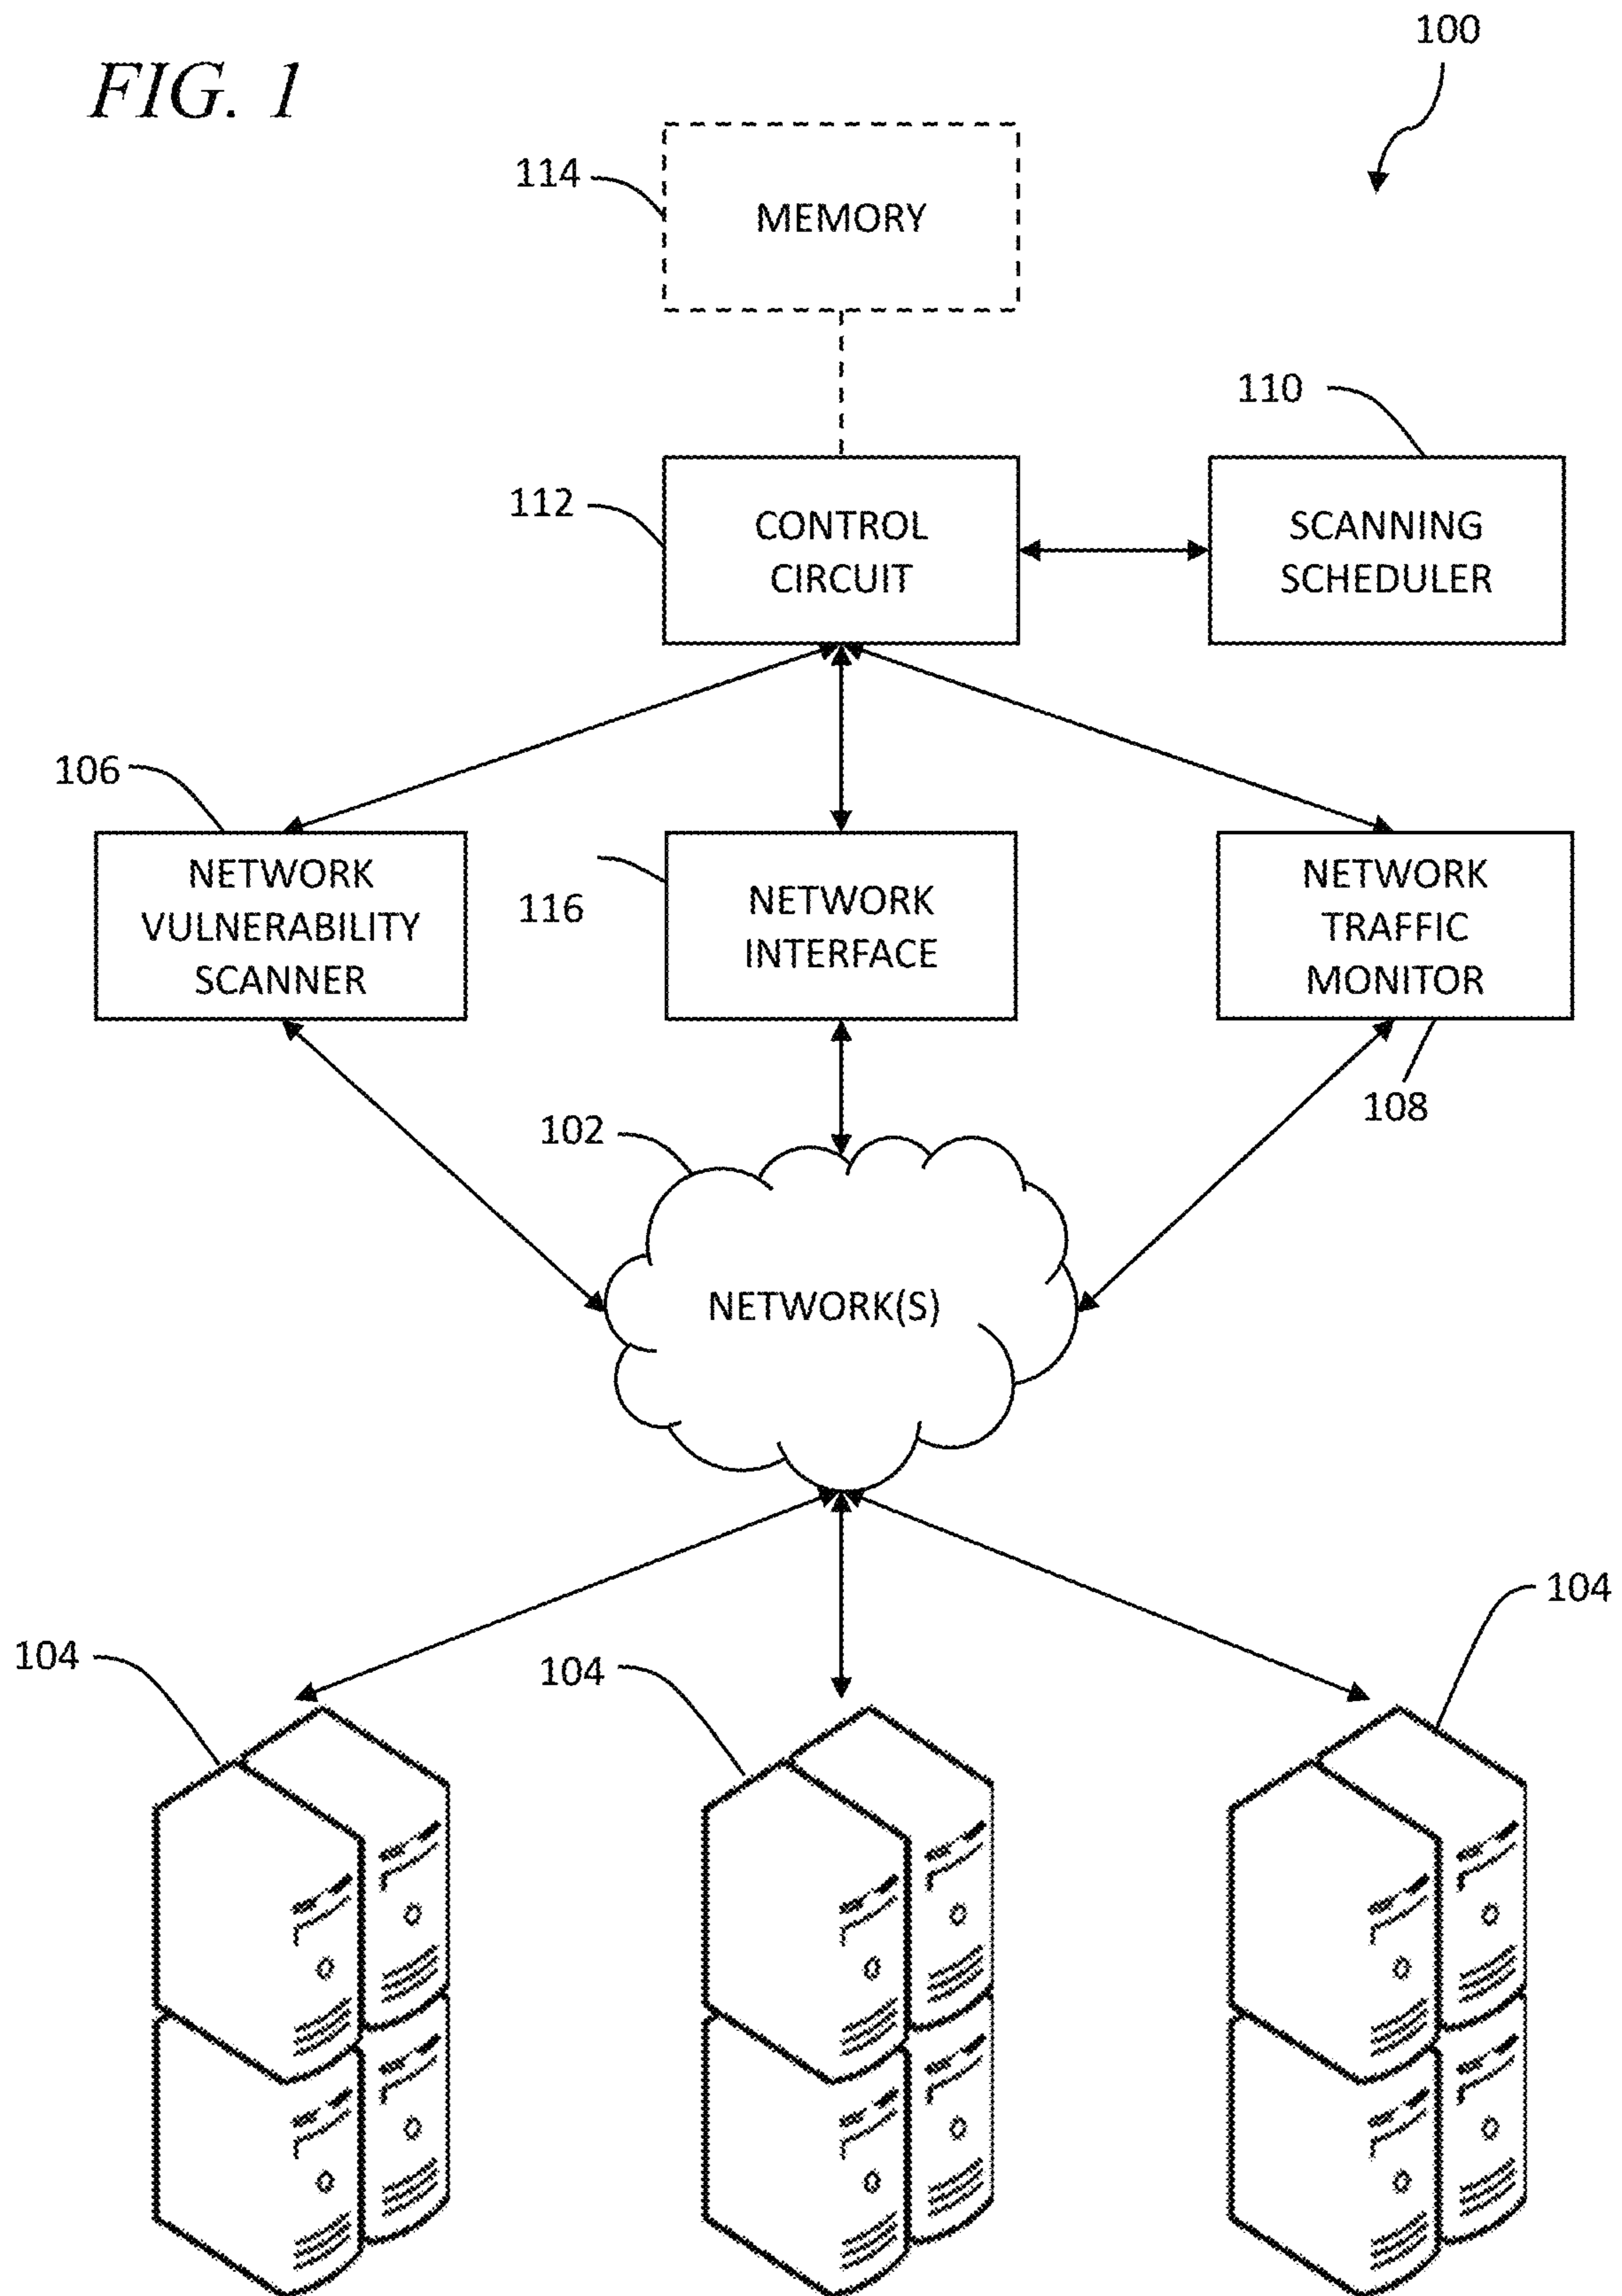 FIG. 1
100
114
MEMORY
110
112
CONTROL
CIRCUIT
SCANNING
SCHEDULER
106
NETWORK
VULNERABILITY
SCANNER
116
NETWORK
INTERFACE
NETWORK
TRAFFIC
MONITOR
108
102
NETWORK(S)
104
104
104